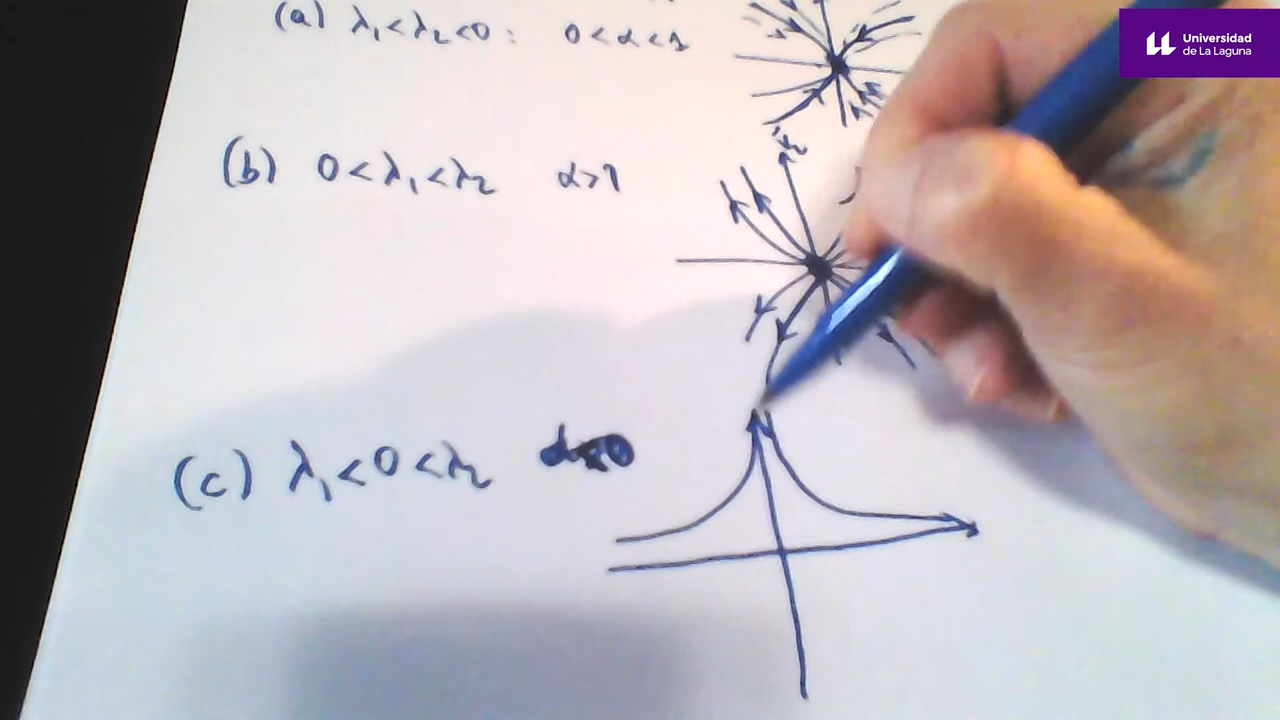 (a) λ₁<λ₂<0: 0<α<1
Universidad
de La Laguna
(b) 0<λ₁<λ₂ α>1
(c) λ₁<0<λ₂ α<0